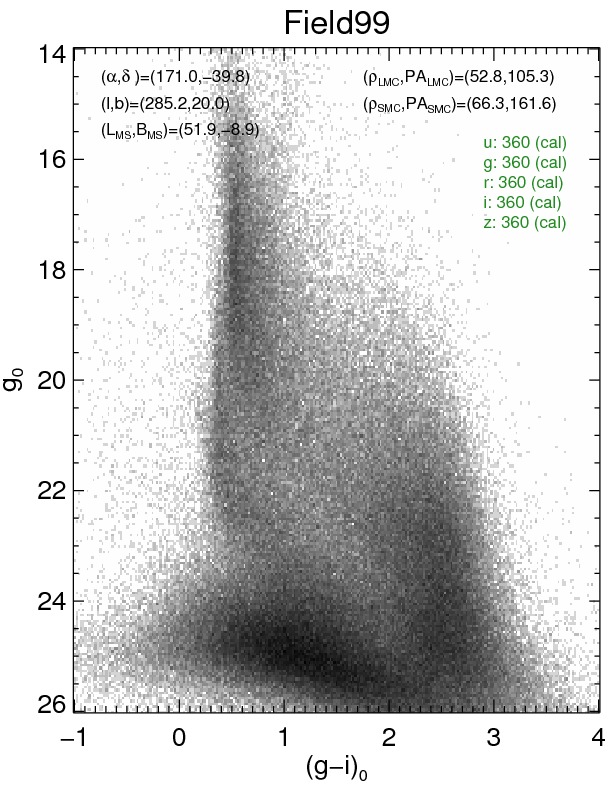 Field99
(α,δ )=(171.0,−39.8)
(ρLMC,PALMC)=(52.8,105.3)
(l,b)=(285.2,20.0)
(ρSMC,PASMC)=(66.3,161.6)
(LMS,BMS)=(51.9,−8.9)
u: 360 (cal)
g: 360 (cal)
r: 360 (cal)
i: 360 (cal)
z: 360 (cal)
14
16
18
20
22
24
26
g0
−1 0 1 2 3 4
(g−i)0